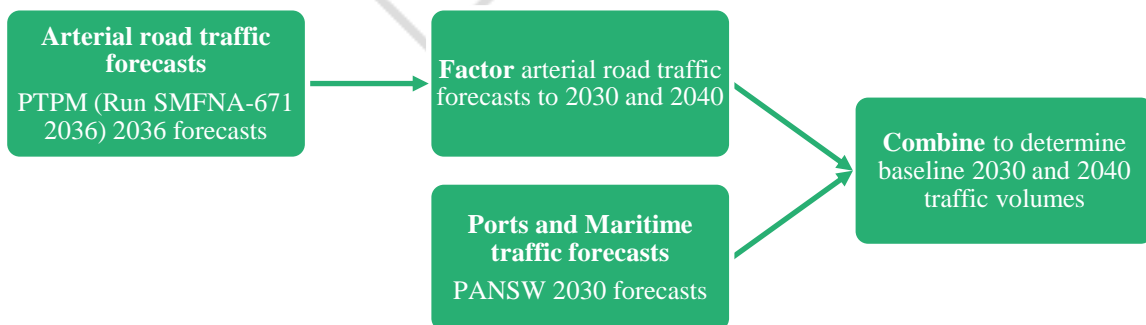 Arterial road traffic
forecasts
PTPM (Run SMFNA-671
2036) 2036 forecasts
Factor arterial road traffic
forecasts to 2030 and 2040
Ports and Maritime
traffic forecasts
PANSW 2030 forecasts
Combine to determine
baseline 2030 and 2040
traffic volumes